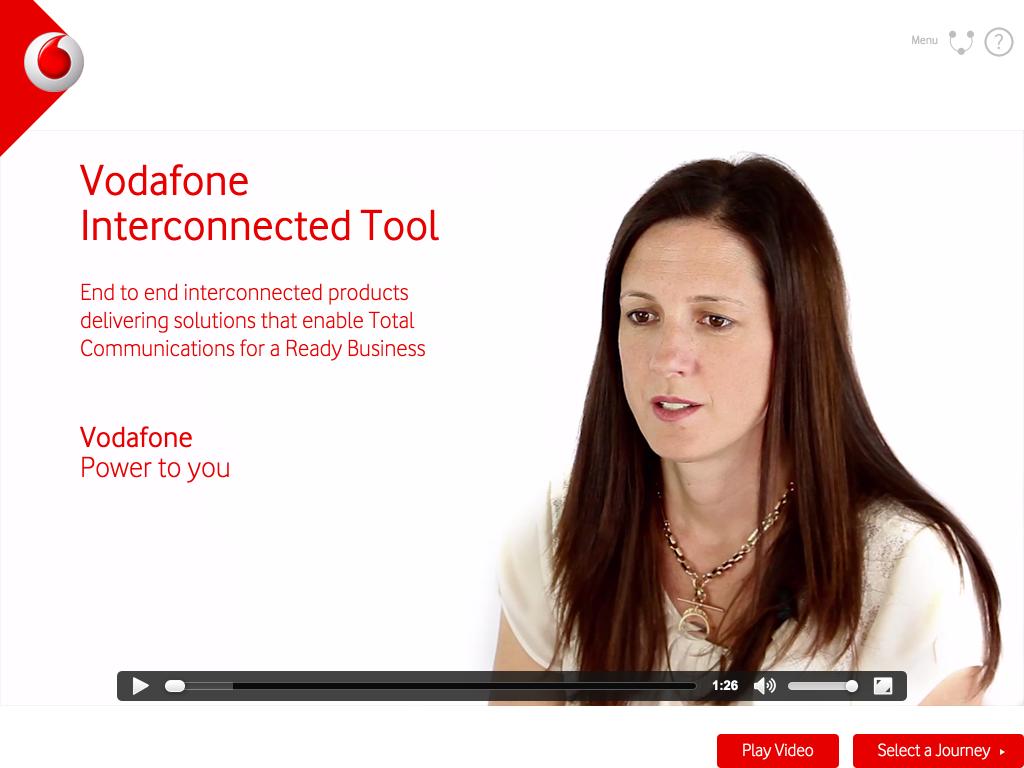 Menu
?
Vodafone
Interconnected Tool
End to end interconnected products
delivering solutions that enable Total
Communications for a Ready Business
Vodafone
Power to you
1:26
Play Video
Select a Journey